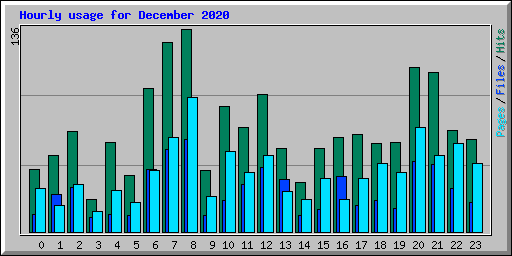 Hourly usage for December 2020
136
Pages / Files / Hits
0 1 2 3 4 5 6 7 8 9 10 11 12 13 14 15 16 17 18 19 20 21 22 23